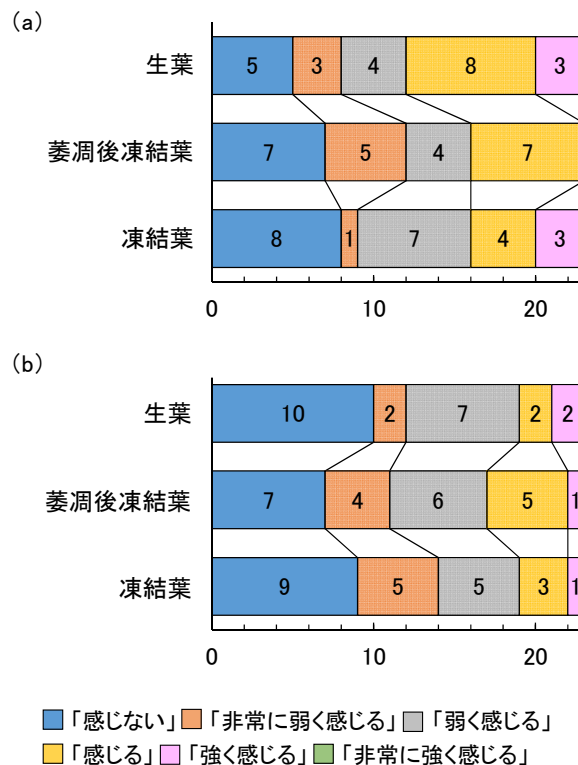 (a)
生葉 5 3 4 8 3
萎凋後凍結葉 7 5 4 7
凍結葉 8 1 7 4 3
0 10 20
(b)
生葉 10 2 7 2 2
萎凋後凍結葉 7 4 6 5 1
凍結葉 9 5 5 3 1
0 10 20
「感じない」 「非常に弱く感じる」 「弱く感じる」
「感じる」 「強く感じる」 「非常に強く感じる」